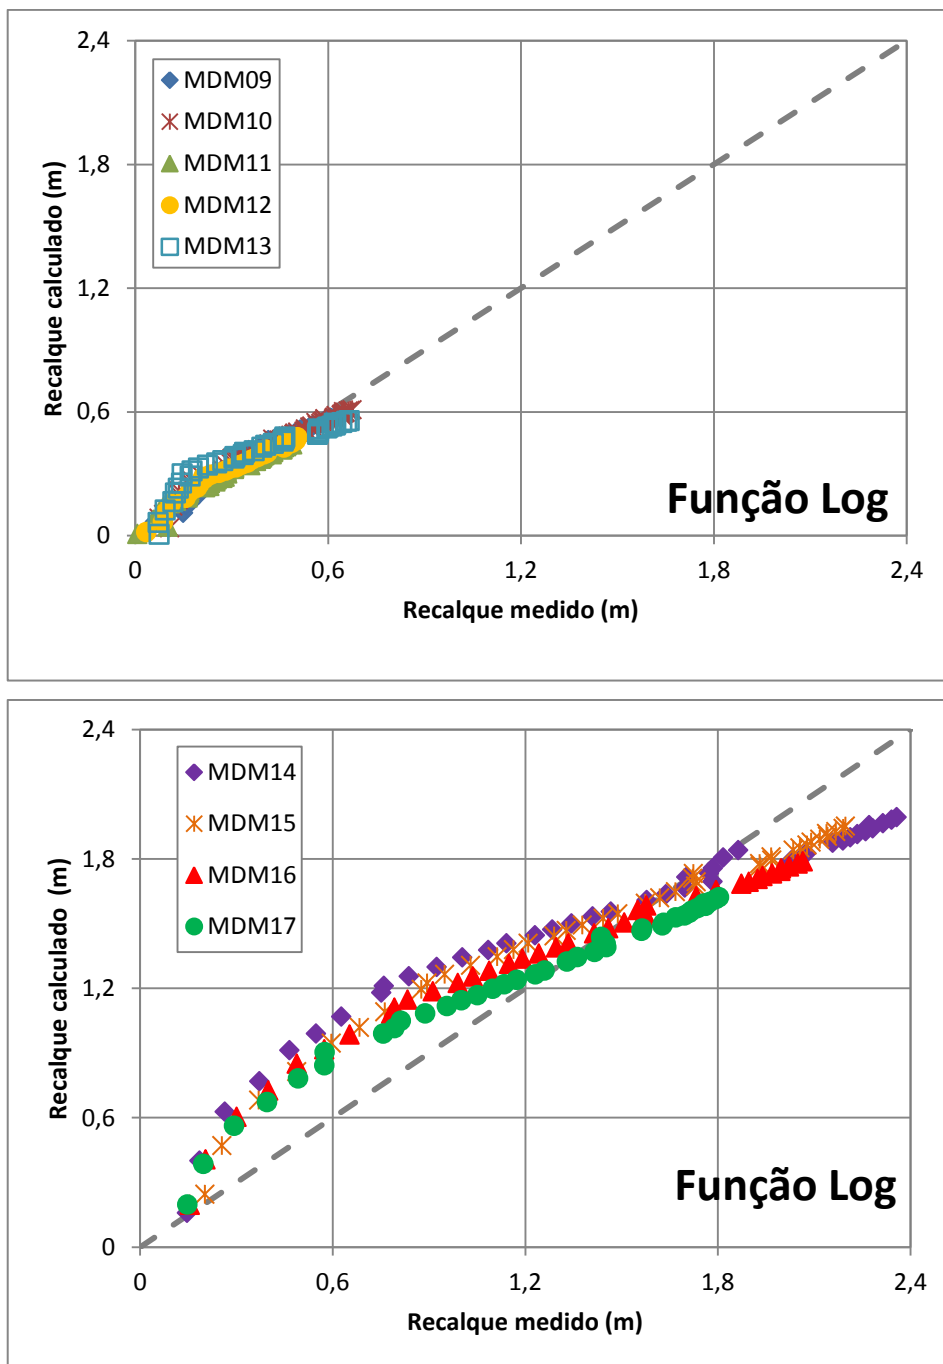 2,4
1,8
1,2
0,6
0
Recalque calculado (m)
MDM09
MDM10
MDM11
MDM12
MDM13
Função Log
0 0,6 1,2 1,8 2,4
Recalque medido (m)
2,4
1,8
1,2
0,6
0
Recalque calculado (m)
MDM14
MDM15
MDM16
MDM17
Função Log
0 0,6 1,2 1,8 2,4
Recalque medido (m)